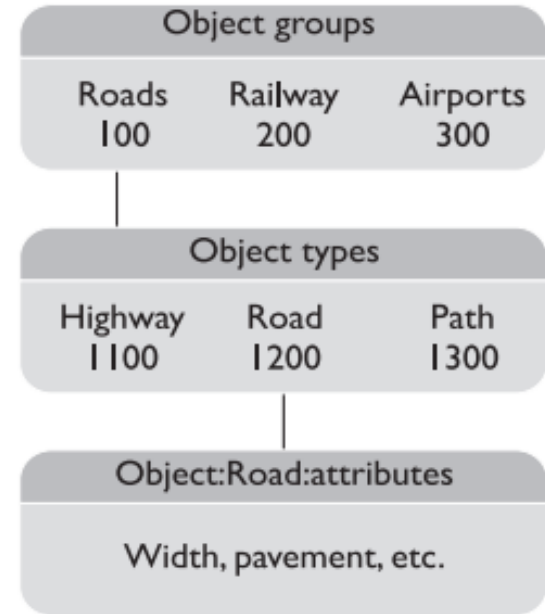 Object groups
Roads Railway Airports
100 200 300
Object types
Highway Road Path
1100 1200 1300
Object:Road:attributes
Width, pavement, etc.